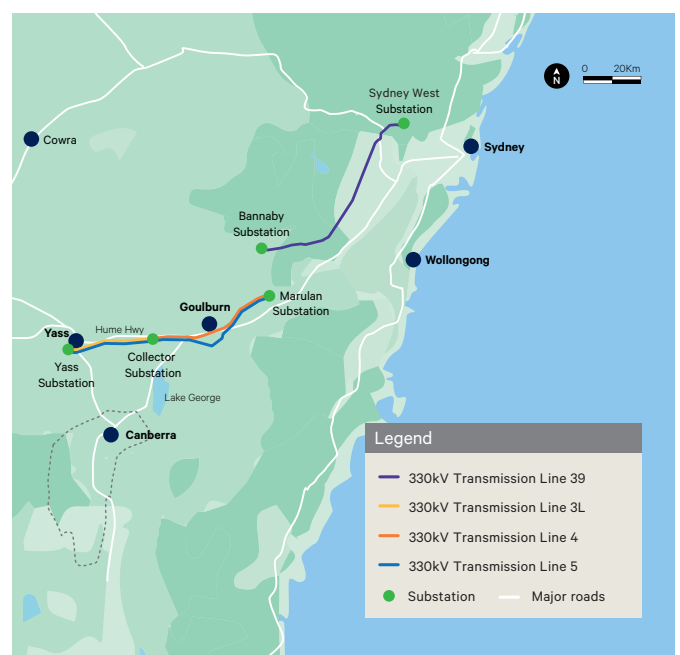 N
0 20Km
Sydney West
Substation
Cowra
Sydney
Bannaby
Substation
Wollongong
Goulburn
Marulan
Substation
Hume Hwy
Yass
Yass
Substation
Collector
Substation
Lake George
Canberra
Legend
330kV Transmission Line 39
330kV Transmission Line 3L
330kV Transmission Line 4
330kV Transmission Line 5
Substation Major roads